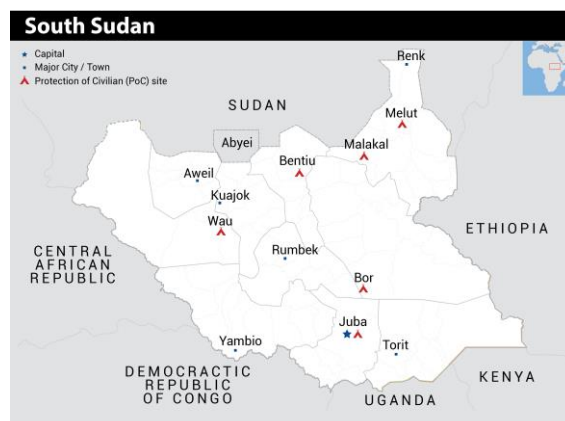 South Sudan
Capital
Major City / Town
Protection of Civilian (PoC) site
Renk
SUDAN
Melut
Abyei
Malakal
Bentiu
Aweil
Kuajok
Wau
ETHIOPIA
CENTRAL
AFRICAN
REPUBLIC
Rumbek
Bor
Juba
Yambio
Torit
DEMOCRACTIC
REPUBLIC
OF CONGO
KENYA
UGANDA